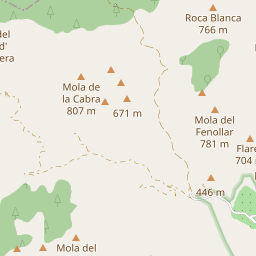 Roca Blanca
766 m
del
d'
era
Mola de
la Cabra
807 m
671 m
Mola del
Fenollar
781 m
Flare
704 m
446 m
Mola del